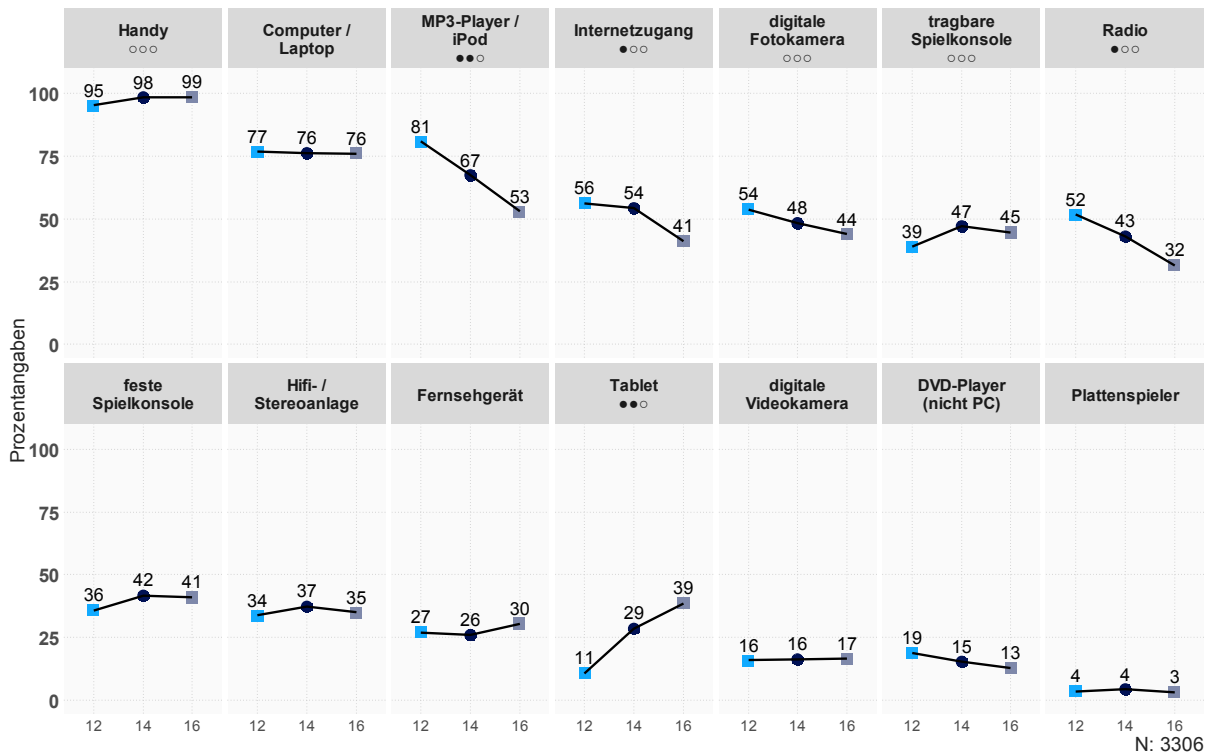 Handy
○○○
Computer /
Laptop
MP3-Player /
iPod
●●○
Internetzugang
●○○
digitale
Fotokamera
○○○
tragbare
Spielkonsole
○○○
Radio
●○○
100
75
50
25
0
95 98 99
77 76 76
81 67 53
56 54 41
54 48 44
39 47 45
52 43 32
Prozentangaben
feste
Spielkonsole
Hifi- /
Stereoanlage
Fernsehgerät
Tablet
●●○
digitale
Videokamera
DVD-Player
(nicht PC)
Plattenspieler
100
75
50
25
0
36 42 41
34 37 35
27 26 30
11 29 39
16 16 17
19 15 13
4 4 3
12 14 16
12 14 16
12 14 16
12 14 16
12 14 16
12 14 16
12 14 16
N: 3306